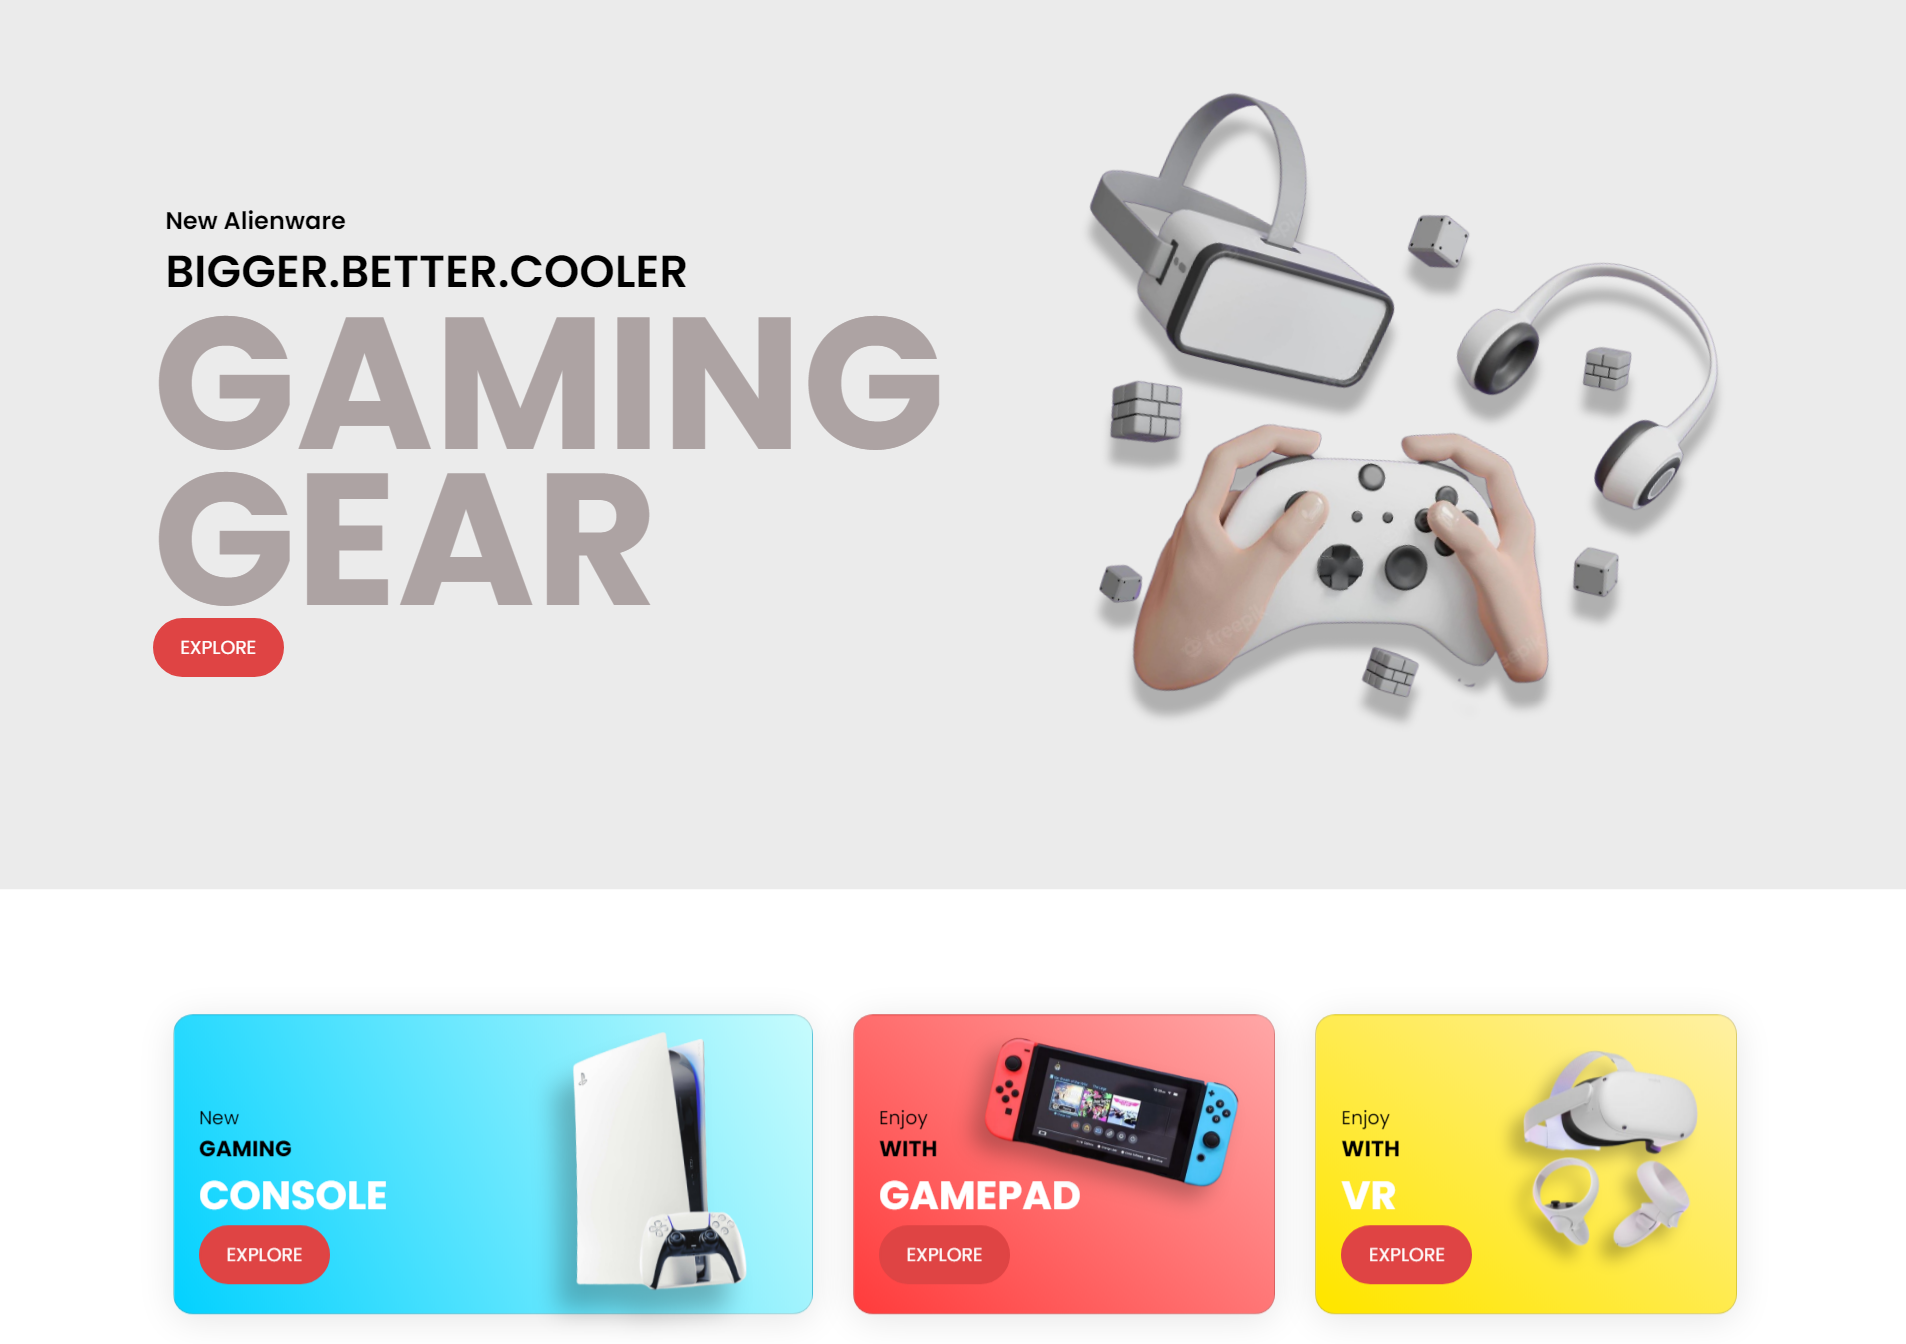 New Alienware
BIGGER.BETTER.COOLER
GAMING
GEAR
EXPLORE
freepik
New
GAMING
CONSOLE
EXPLORE
Enjoy
WITH
GAMEPAD
EXPLORE
Enjoy
WITH
VR
EXPLORE